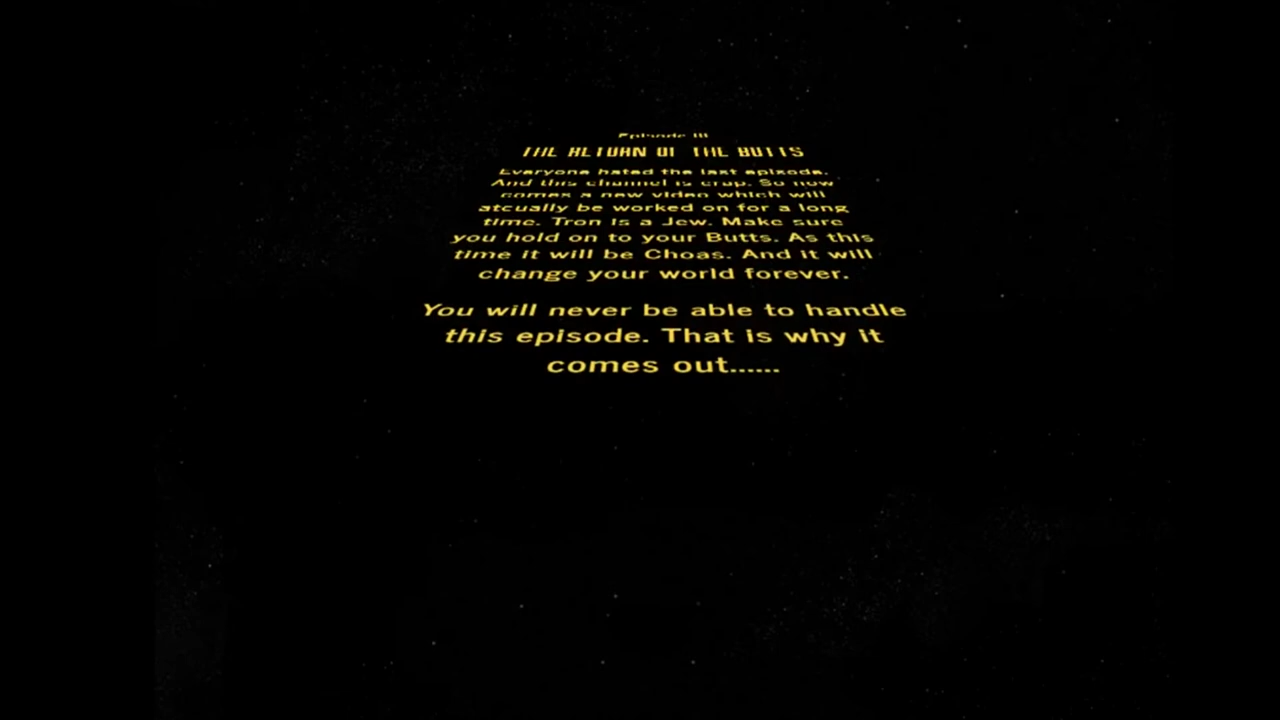 Episode III
THE RETURN OF THE BUTTS
Everyone hated the last episode.
And this channel is crap. So now
comes a new video which will
atcually be worked on for a long
time. Tron is a Jew. Make sure
you hold on to your Butts. As this
time it will be Choas. And it will
change your world forever.
You will never be able to handle
this episode. That is why it
comes out......